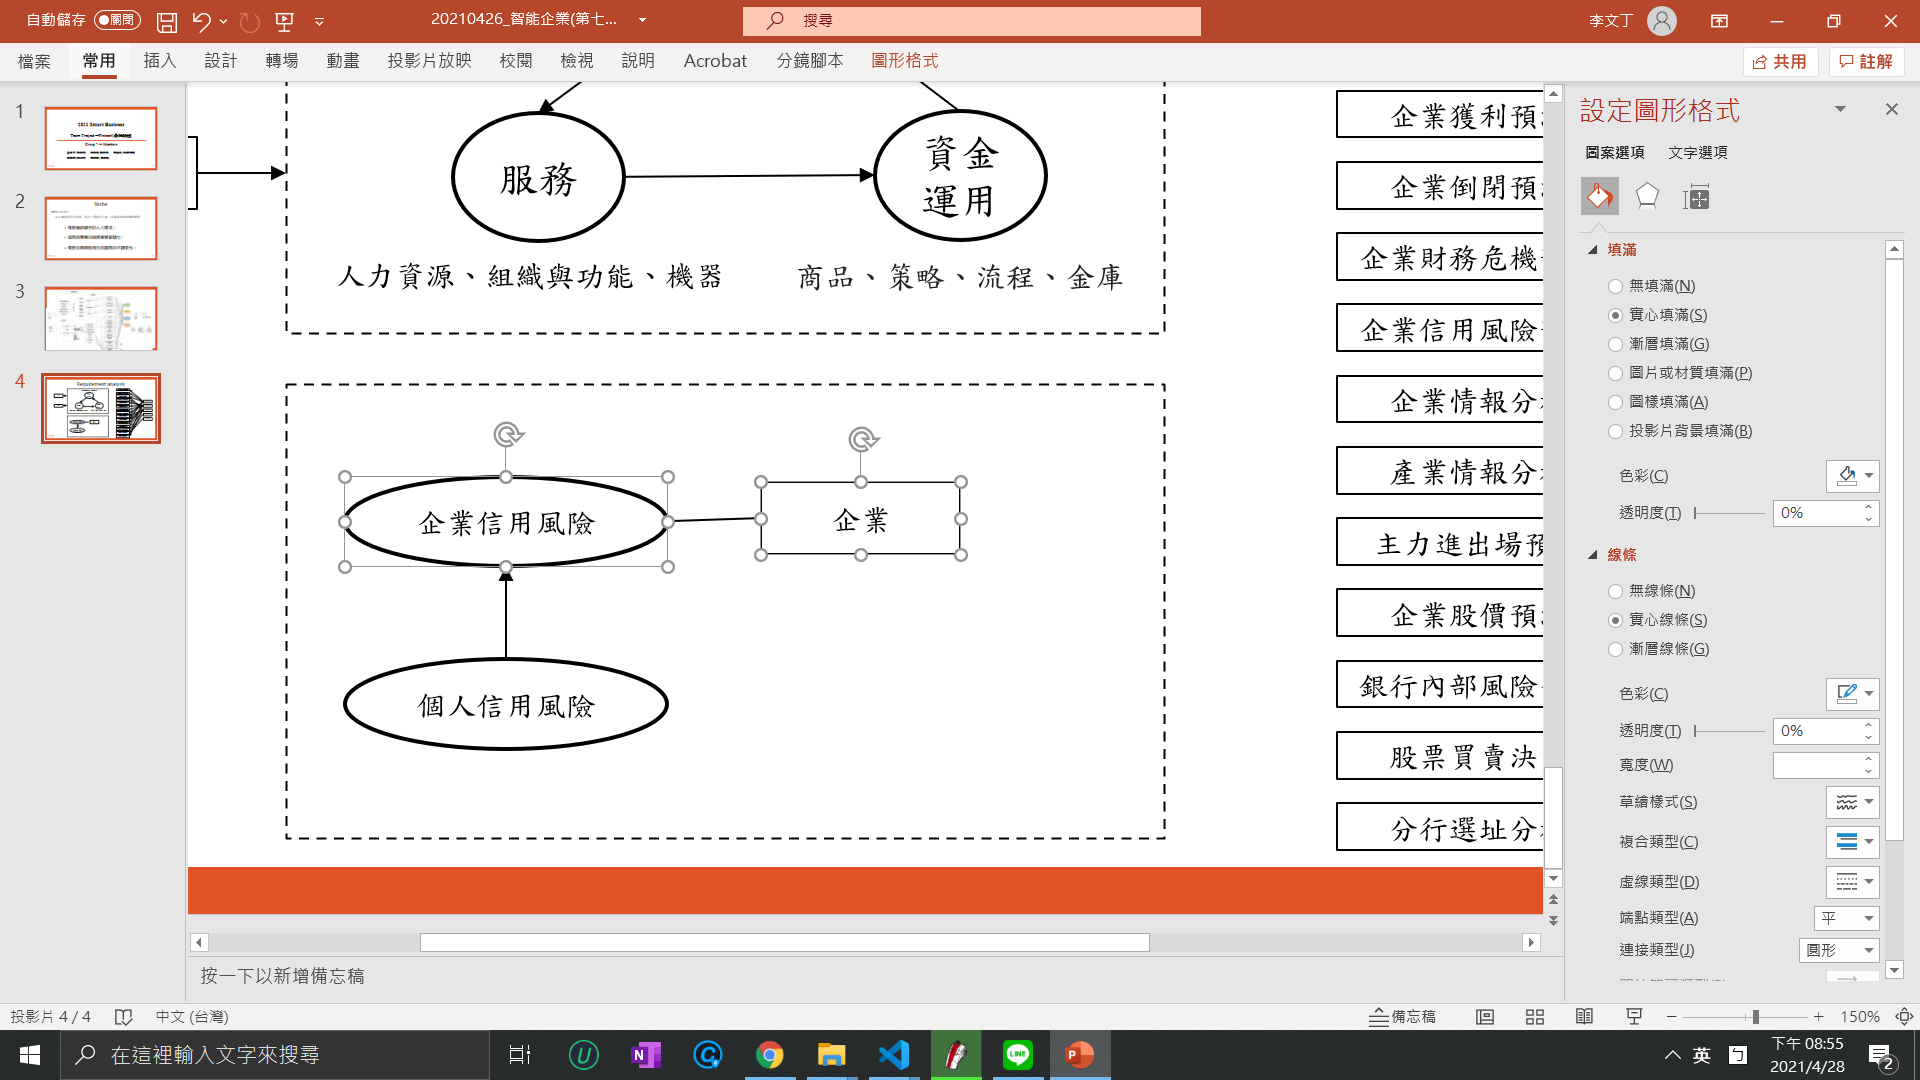 自動儲存 關閉
20210426_智能企業(第七...
搜尋
李文丁
檔案 常用 插入 設計 轉場 動畫 投影片放映 校閱 檢視 說明 Acrobat 分鏡腳本 圖形格式
共用 註解
1
2
3
4
2021 Smart Business
Niche
Requirement analysis
服務
資金
運用
人力資源、組織與功能、機器
商品、策略、流程、金庫
企業信用風險
企業
個人信用風險
企業獲利預
企業倒閉預
企業財務危機
企業信用風險
企業情報分
產業情報分
主力進出場預
企業股價預
銀行內部風險
股票買賣決
分行選址分
按一下以新增備忘稿
設定圖形格式
圖案選項 文字選項
填滿
無填滿(N)
實心填滿(S)
漸層填滿(G)
圖片或材質填滿(P)
圖樣填滿(A)
投影片背景填滿(B)
色彩(C)
透明度(T) 0%
線條
無線條(N)
實心線條(S)
漸層線條(G)
色彩(C)
透明度(T) 0%
寬度(W)
草繪樣式(S)
複合類型(C)
虛線類型(D)
端點類型(A) 平
連接類型(J) 圓形
投影片 4 / 4 中文 (台灣)
備忘稿 150%
在這裡輸入文字來搜尋
英
下午 08:55
2021/4/28
2